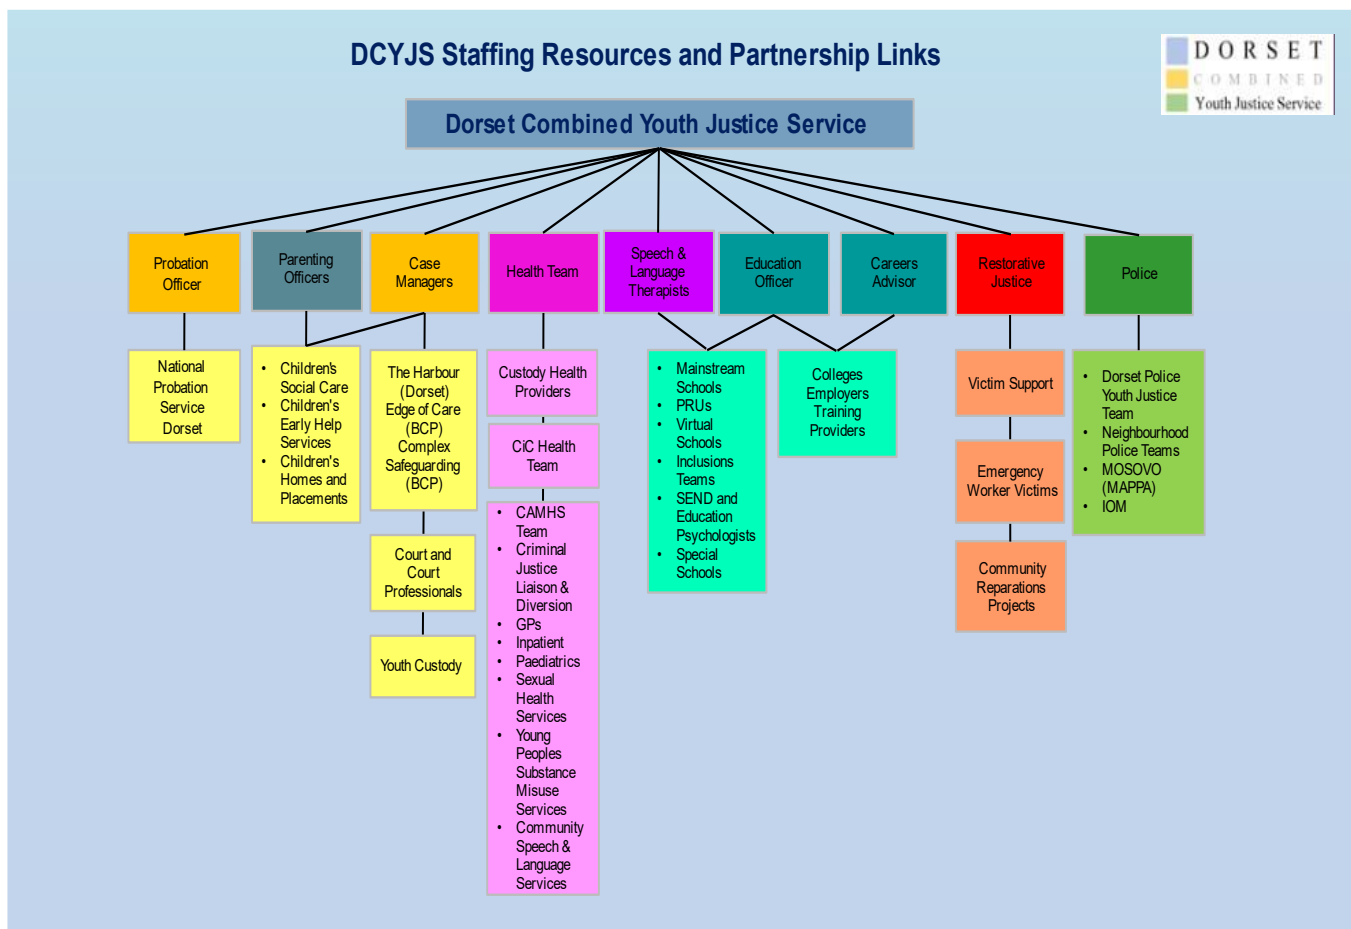 DCYJS Staffing Resources and Partnership Links
DORSET
COMBINED
Youth Justice Service
Dorset Combined Youth Justice Service
Probation
Officer
Parenting
Officers
Case
Managers
Health Team
Speech &
Language
Therapists
Education
Officer
Careers
Advisor
Restorative
Justice
Police
National
Probation
Service
Dorset
• Children's
Social Care
• Children's
Early Help
Services
• Children's
Homes and
Placements
The Harbour
(Dorset)
Edge of Care
(BCP)
Complex
Safeguarding
(BCP)
Court and
Court
Professionals
Youth Custody
Custody Health
Providers
CiC Health
Team
• CAMHS
Team
• Criminal
Justice
Liaison &
Diversion
• GPs
• Inpatient
• Paediatrics
• Sexual
Health
Services
• Young
Peoples
Substance
Misuse
Services
• Community
Speech &
Language
Services
• Mainstream
Schools
• PRUs
• Virtual
Schools
• Inclusions
Teams
• SEND and
Education
Psychologists
• Special
Schools
Colleges
Employers
Training
Providers
Victim Support
Emergency
Worker Victims
Community
Reparations
Projects
• Dorset Police
Youth Justice
Team
• Neighbourhood
Police Teams
• MOSOVO
(MAPPA)
• IOM